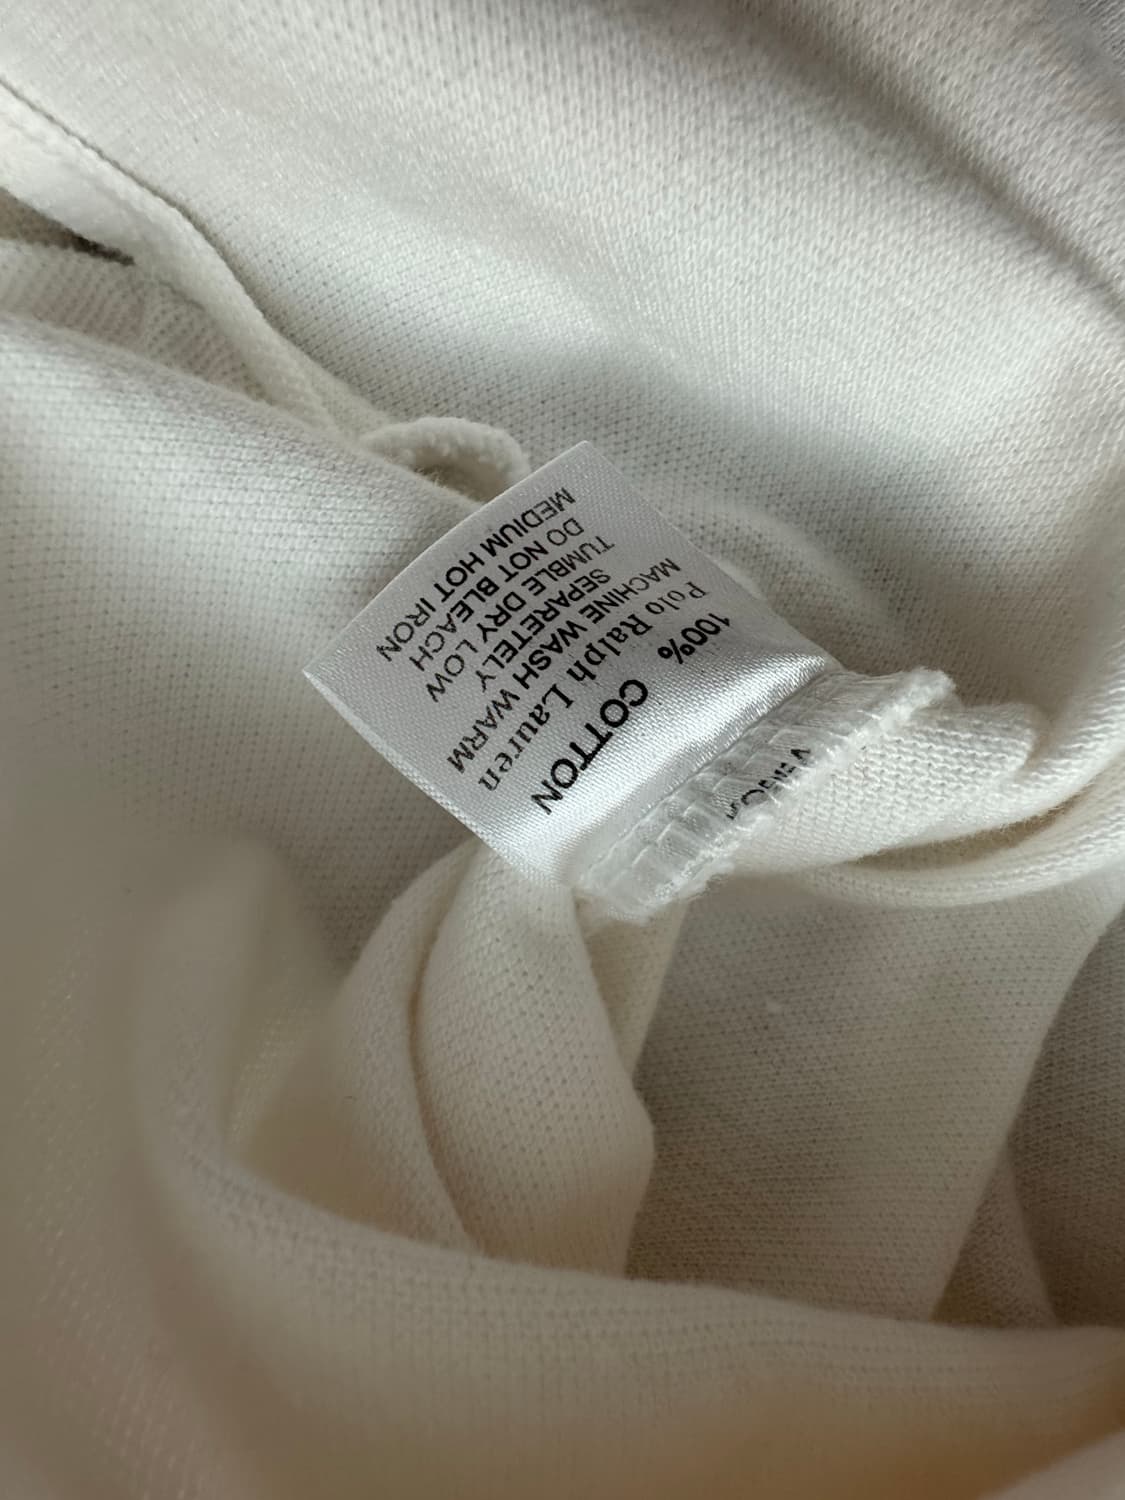 100%
COTTON
Polo Ralph Lauren
MACHINE WASH WARM
SEPARETELY
TUMBLE DRY LOW
DO NOT BLEACH
MEDIUM HOT IRON